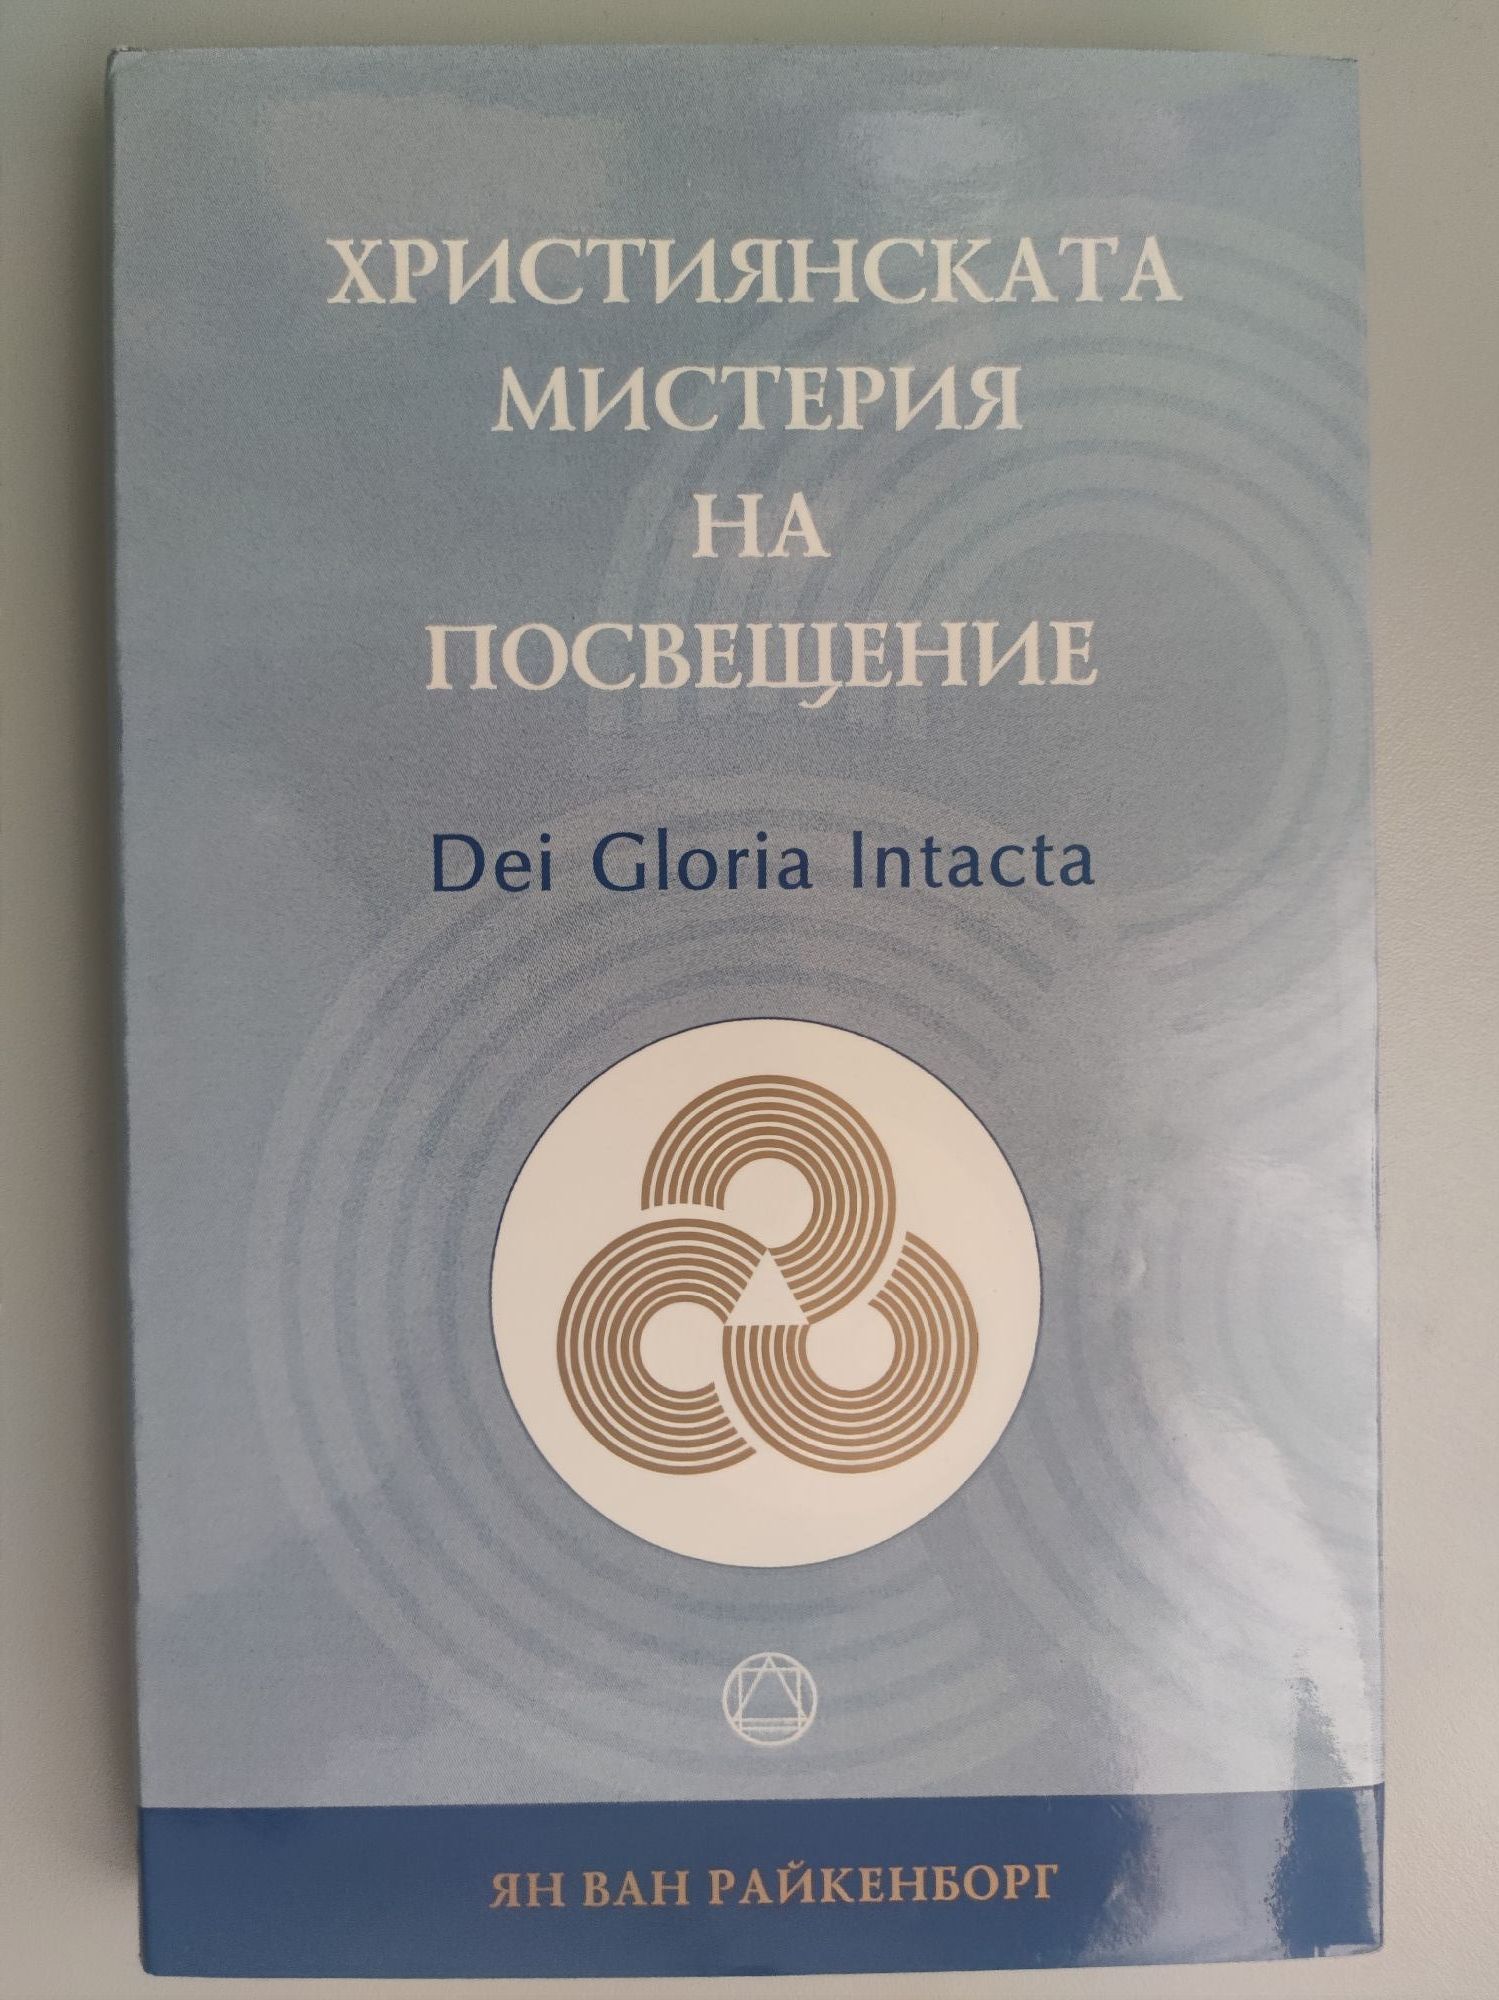 ХРИСТИЯНСКАТА
МИСТЕРИЯ
НА
ПОСВЕЩЕНИЕ
Dei Gloria Intacta
ЯН ВАН РАЙКЕНБОРГ